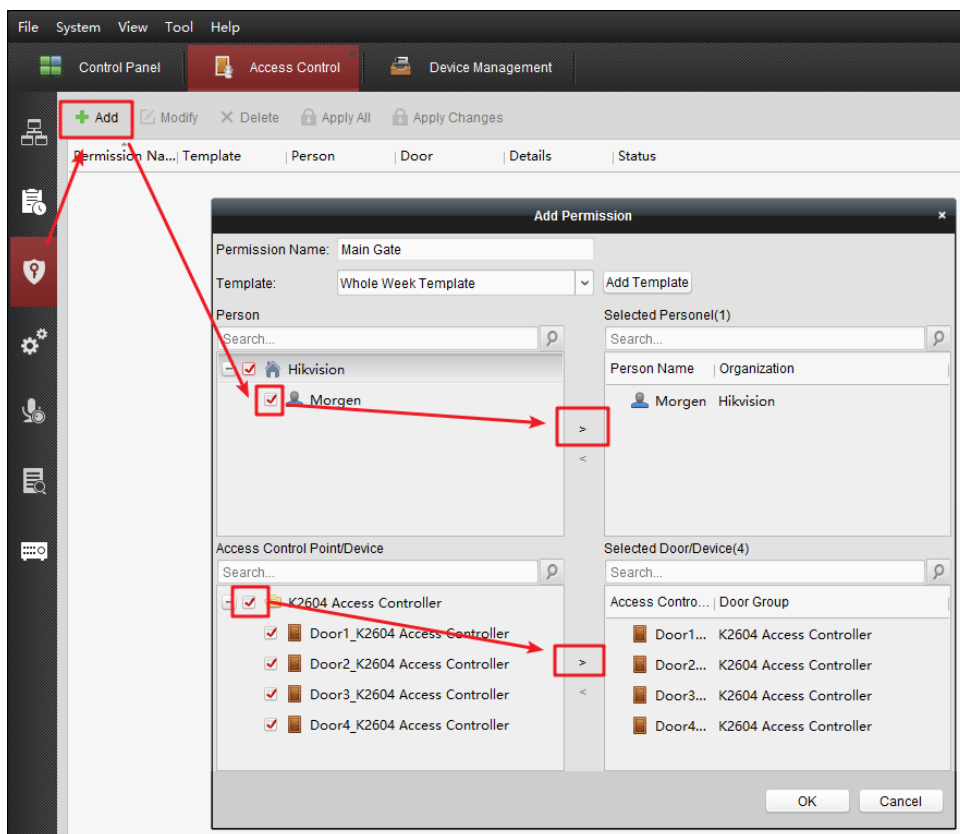 File System View Tool Help
Control Panel Access Control Device Management
Add Modify Delete Apply All Apply Changes
Permission Na... Template Person Door Details Status
Add Permission
Permission Name: Main Gate
Template: Whole Week Template Add Template
Person Selected Personel(1)
Search... Search...
Hikvision Person Name Organization
Morgen Morgen Hikvision
>
<
Access Control Point/Device Selected Door/Device(4)
Search... Search...
K2604 Access Controller Access Contro... Door Group
Door1_K2604 Access Controller Door1... K2604 Access Controller
Door2_K2604 Access Controller > Door2... K2604 Access Controller
Door3_K2604 Access Controller < Door3... K2604 Access Controller
Door4_K2604 Access Controller Door4... K2604 Access Controller
OK Cancel